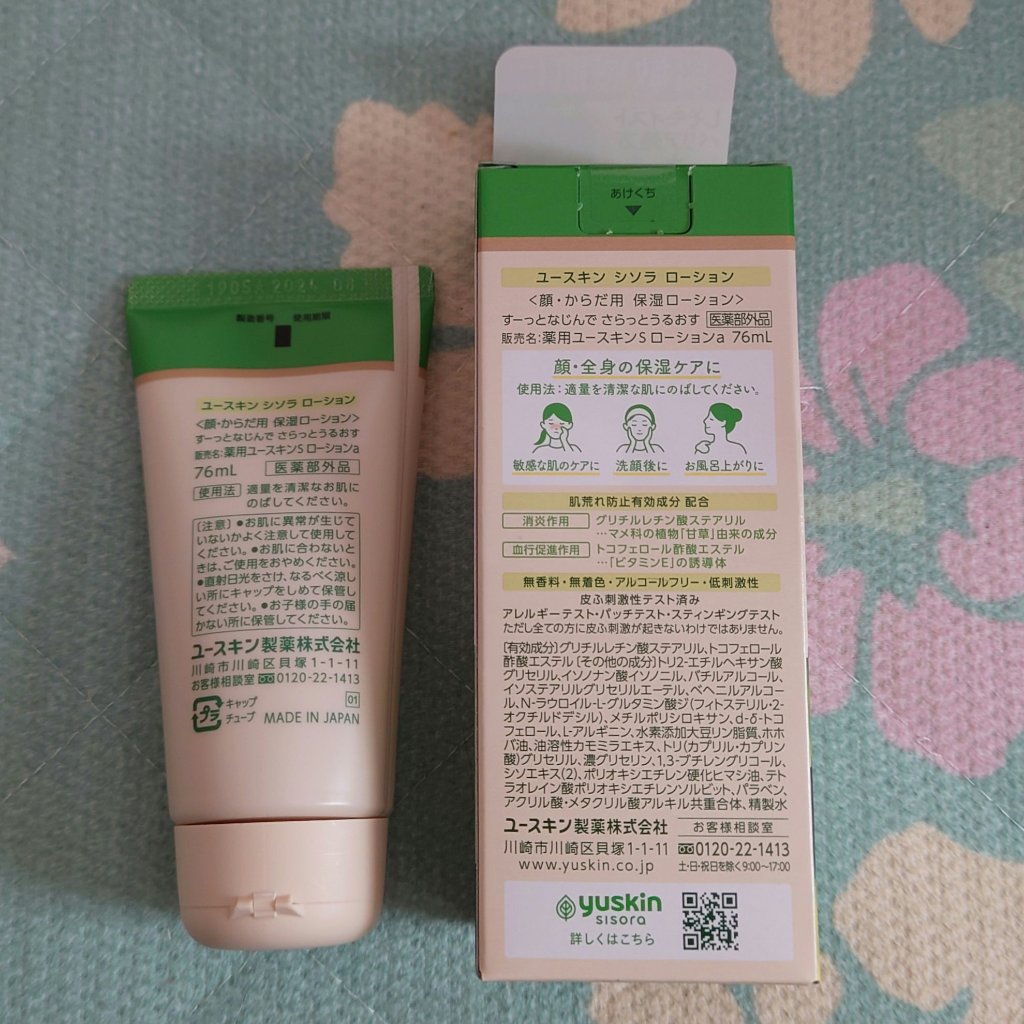 製造番号 使用期限
ユースキン シソラ ローション
<顔・からだ用 保湿ローション>
すーっとなじんで さらっとうるおす
販売名:薬用ユースキンS ローションa
76mL 医薬部外品
使用法 適量を清潔なお肌に
のばしてください。
〔注意〕●お肌に異常が生じて
いないかよく注意して使用して
ください。●お肌に合わないと
きは、ご使用をおやめください。
●直射日光をさけ、なるべく涼し
い所にキャップをしめて保管し
てください。●お子様の手の届
かない所に保管してください。
ユースキン製薬株式会社
川崎市川崎区貝塚1-1-11
お客様相談室 0120-22-1413
プラ キャップ 01
チューブ MADE IN JAPAN
あけくち
ユースキン シソラ ローション
<顔・からだ用 保湿ローション>
すーっとなじんで さらっとうるおす 医薬部外品
販売名:薬用ユースキンS ローションa 76mL
顔・全身の保湿ケアに
使用法:適量を清潔な肌にのばしてください。
敏感な肌のケアに 洗顔後に お風呂上がりに
肌荒れ防止有効成分 配合
消炎作用 グリチルレチン酸ステアリル
…マメ科の植物「甘草」由来の成分
血行促進作用 トコフェロール酢酸エステル
…「ビタミンE」の誘導体
無香料・無着色・アルコールフリー・低刺激性
皮ふ刺激性テスト済み
アレルギーテスト・パッチテスト・スティンギングテスト
ただし全ての方に皮ふ刺激が起きないわけではありません。
〔有効成分〕グリチルレチン酸ステアリル、トコフェロール
酢酸エステル〔その他の成分〕トリ2-エチルヘキサン酸
グリセリル、イソノナン酸イソノニル、バチルアルコール、
イソステアリルグリセリルエーテル、ベヘニルアルコー
ル、N-ラウロイル-L-グルタミン酸ジ(フィトステリル・2-
オクチルドデシル)、メチルポリシロキサン、d-δ-トコ
フェロール、L-アルギニン、水素添加大豆リン脂質、ホホ
バ油、油溶性カモミラエキス、トリ(カプリル・カプリン
酸)グリセリル、濃グリセリン、1,3-ブチレングリコール、
シソエキス(2)、ポリオキシエチレン硬化ヒマシ油、テト
ラオレイン酸ポリオキシエチレンソルビット、パラベン、
アクリル酸・メタクリル酸アルキル共重合体、精製水
ユースキン製薬株式会社 お客様相談室
川崎市川崎区貝塚1-1-11 0120-22-1413
www.yuskin.co.jp 土・日・祝日を除く9:00~17:00
yuskin
sisora
詳しくはこちら